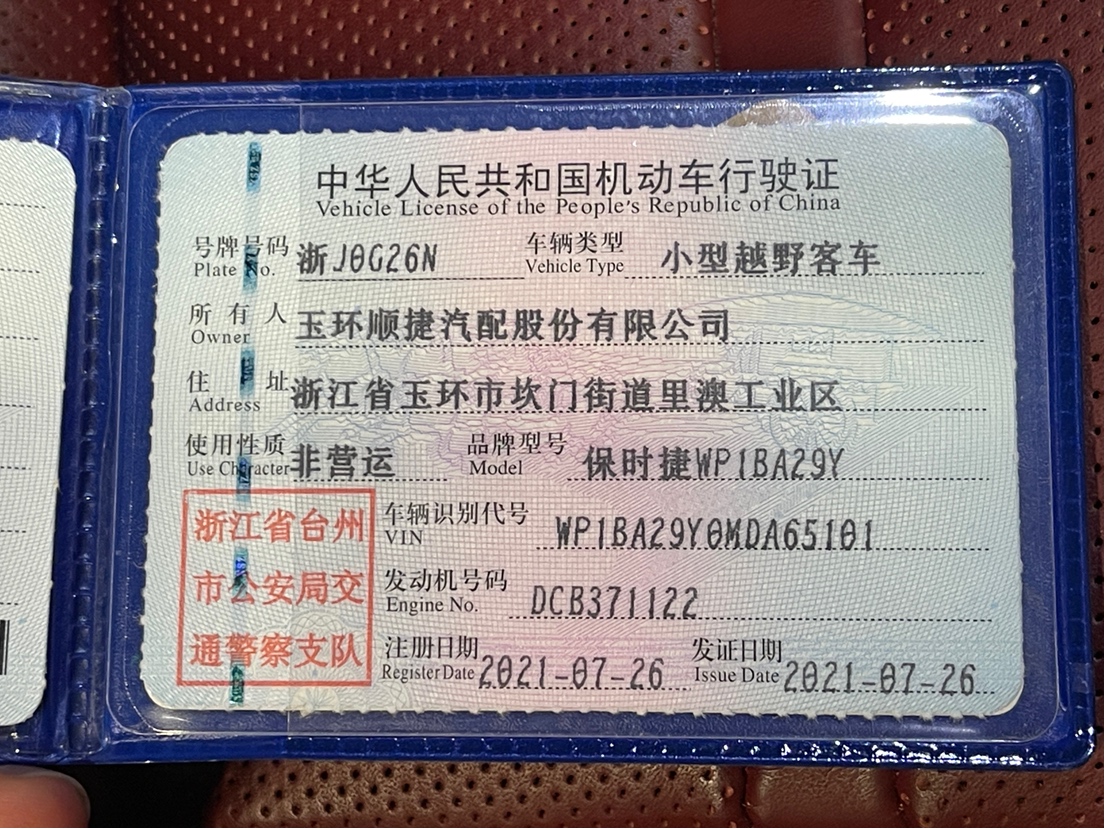 中华人民共和国机动车行驶证
Vehicle License of the People's Republic of China
号牌号码 浙J0G26N 车辆类型 小型越野客车
Plate No. Vehicle Type
所有人 玉环顺捷汽配股份有限公司
Owner
住址 浙江省玉环市坎门街道里澳工业区
Address
使用性质 非营运 品牌型号 保时捷WP1BA29Y
Use Character Model
浙江省台州
市公安局交
通警察支队
车辆识别代号 WP1BA29Y0MDA65101
VIN
发动机号码 DCB371122
Engine No.
注册日期 2021-07-26 发证日期 2021-07-26
Register Date Issue Date